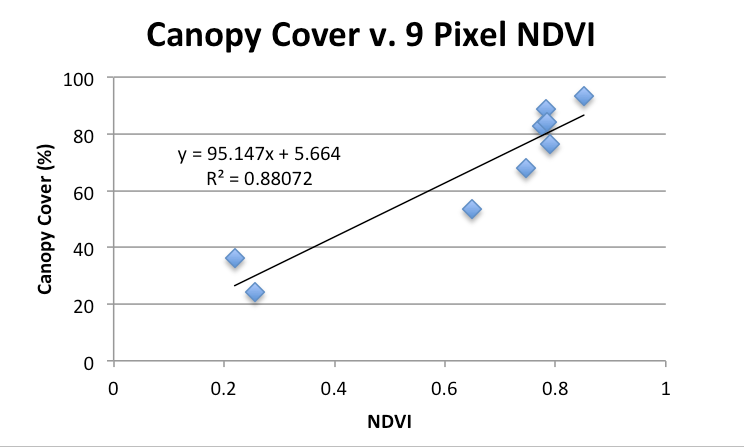 Canopy Cover v. 9 Pixel NDVI
100
80
60
40
20
0
Canopy Cover (%)
y = 95.147x + 5.664
R² = 0.88072
0 0.2 0.4 0.6 0.8 1
NDVI